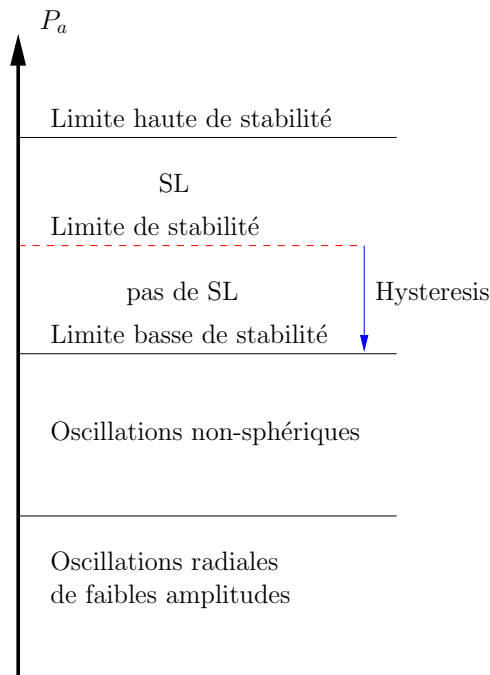 P_a
Limite haute de stabilité
SL
Limite de stabilité
pas de SL
Hysteresis
Limite basse de stabilité
Oscillations non-sphériques
Oscillations radiales
de faibles amplitudes